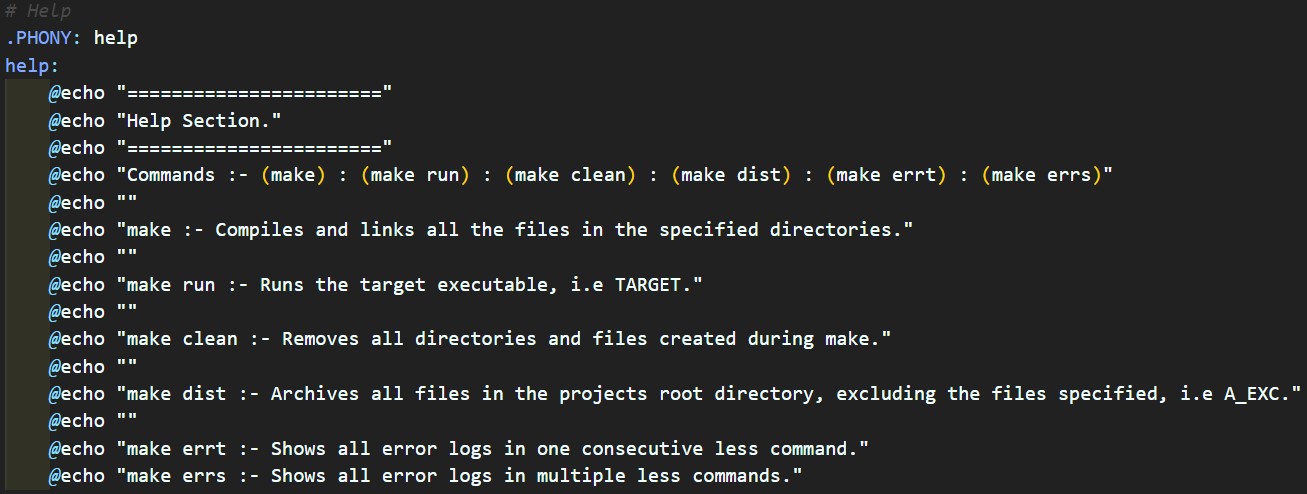 # Help
.PHONY: help
help:
@echo "======================="
@echo "Help Section."
@echo "======================="
@echo "Commands :- (make) : (make run) : (make clean) : (make dist) : (make errt) : (make errs)"
@echo ""
@echo "make :- Compiles and links all the files in the specified directories."
@echo ""
@echo "make run :- Runs the target executable, i.e TARGET."
@echo ""
@echo "make clean :- Removes all directories and files created during make."
@echo ""
@echo "make dist :- Archives all files in the projects root directory, excluding the files specified, i.e A_EXC."
@echo ""
@echo "make errt :- Shows all error logs in one consecutive less command."
@echo "make errs :- Shows all error logs in multiple less commands."